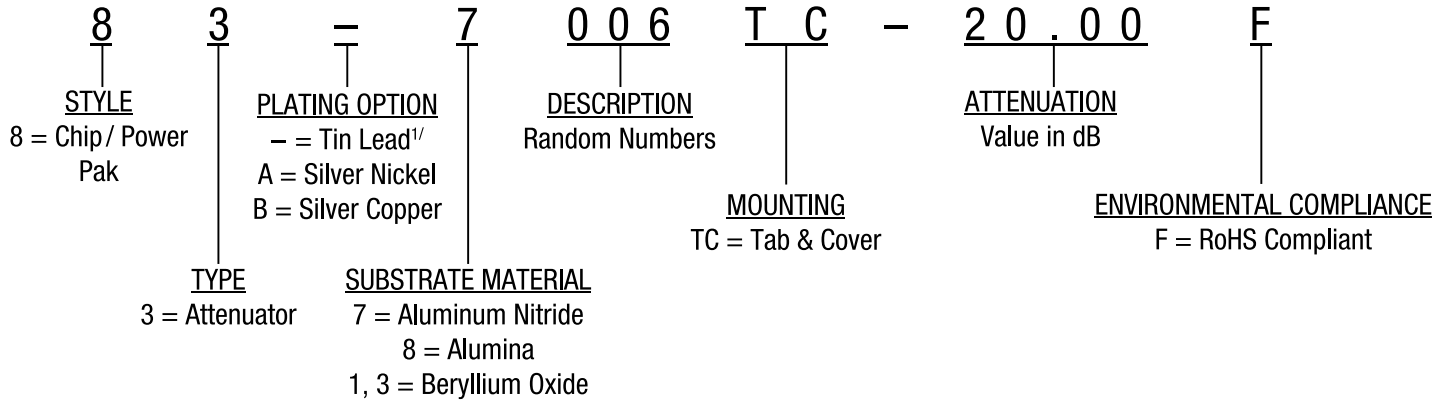 8 3 – 7 0 0 6 T C – 2 0 . 0 0 F
STYLE
8 = Chip / Power
Pak
PLATING OPTION
– = Tin Lead1/
A = Silver Nickel
B = Silver Copper
DESCRIPTION
Random Numbers
ATTENUATION
Value in dB
MOUNTING
TC = Tab & Cover
ENVIRONMENTAL COMPLIANCE
F = RoHS Compliant
TYPE
3 = Attenuator
SUBSTRATE MATERIAL
7 = Aluminum Nitride
8 = Alumina
1, 3 = Beryllium Oxide